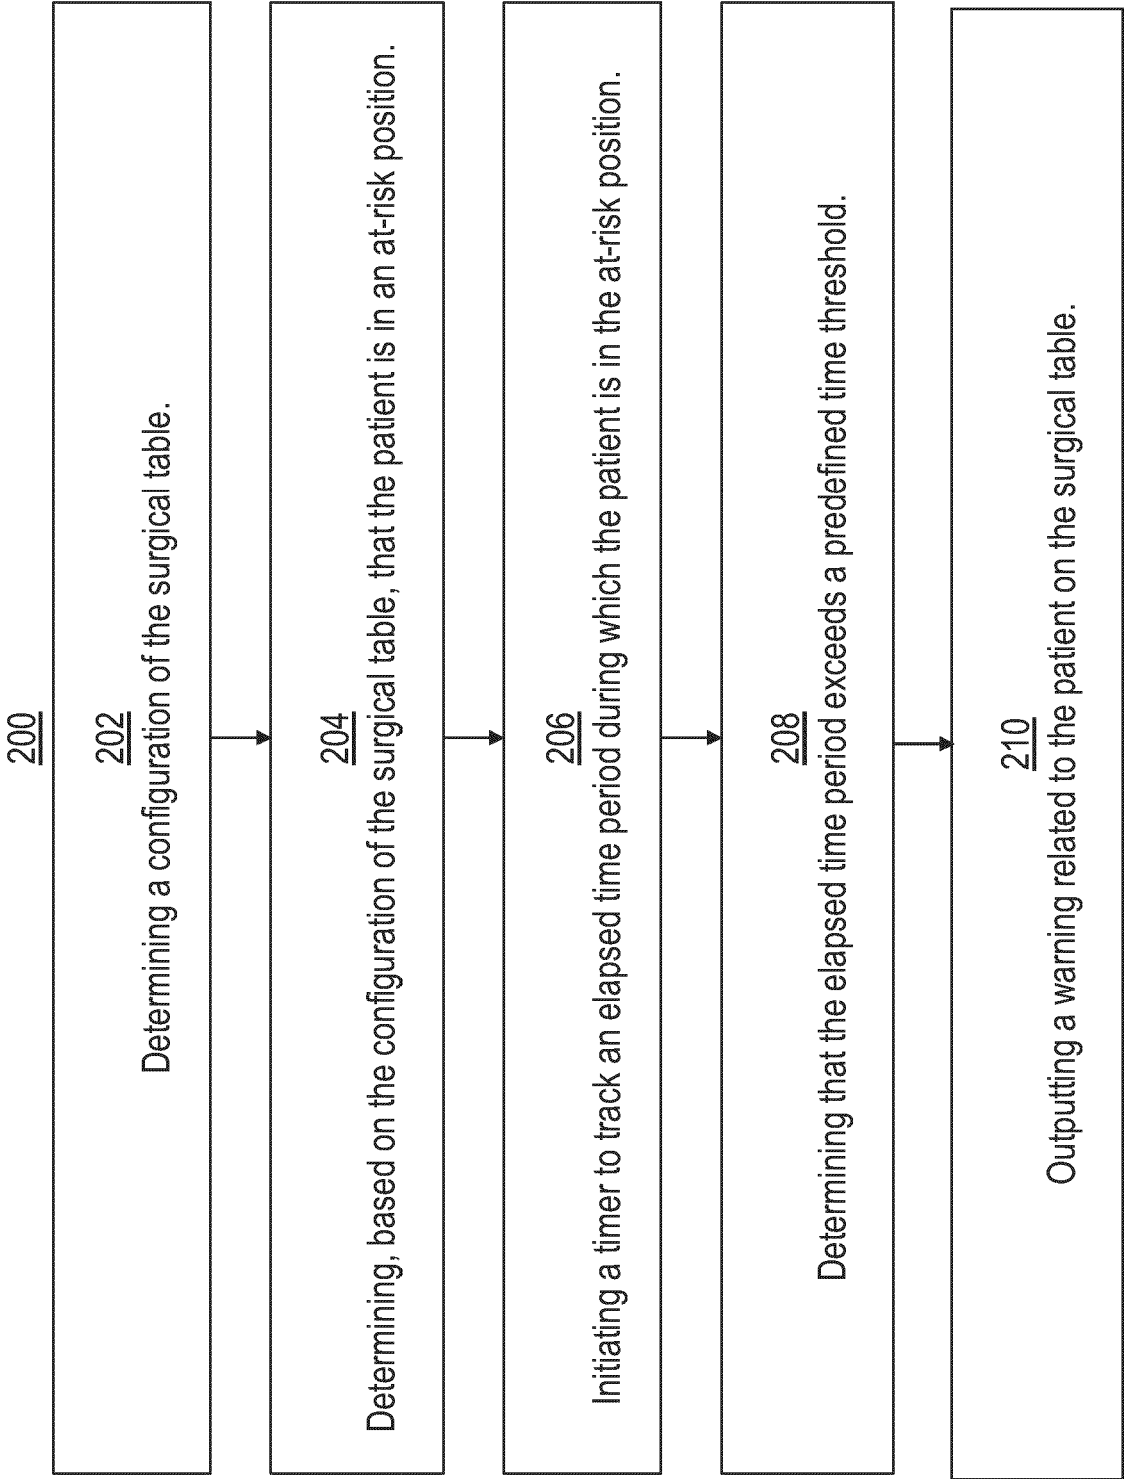 200
202
Determining a configuration of the surgical table.
204
Determining, based on the configuration of the surgical table, that the patient is in an at-risk position.
206
Initiating a timer to track an elapsed time period during which the patient is in the at-risk position.
208
Determining that the elapsed time period exceeds a predefined time threshold.
210
Outputting a warning related to the patient on the surgical table.